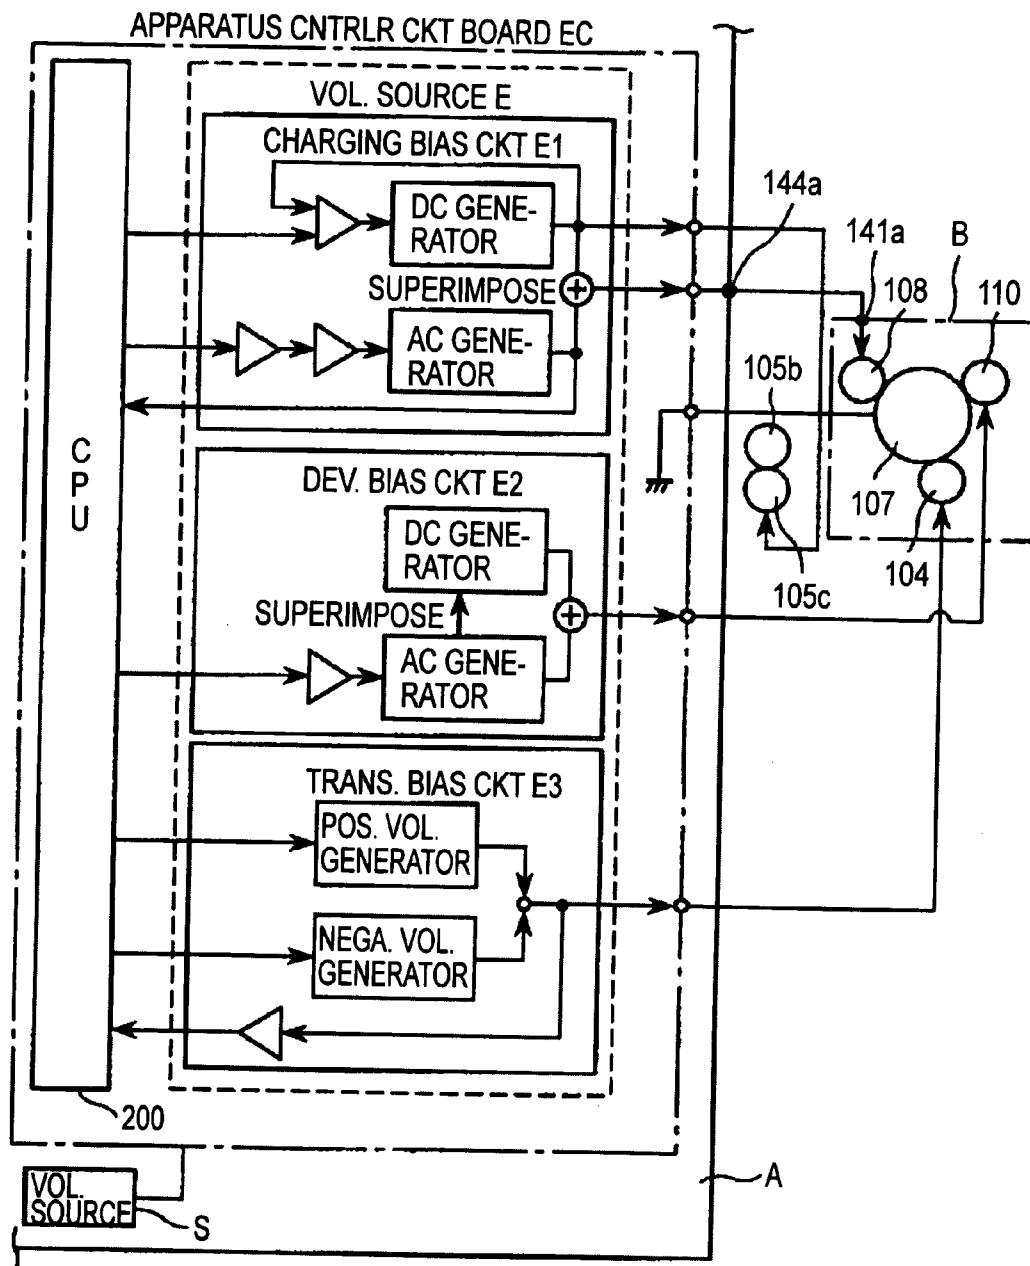 APPARATUS CNTRLR CKT BOARD EC
VOL. SOURCE E
CHARGING BIAS CKT E1
DC GENE-
RATOR
SUPERIMPOSE
AC GENE-
RATOR
144a
141a
B
108
110
105b
107
104
105c
C
P
U
DEV. BIAS CKT E2
DC GENE-
RATOR
SUPERIMPOSE
AC GENE-
RATOR
TRANS. BIAS CKT E3
POS. VOL.
GENERATOR
NEGA. VOL.
GENERATOR
200
VOL.
SOURCE
S
A